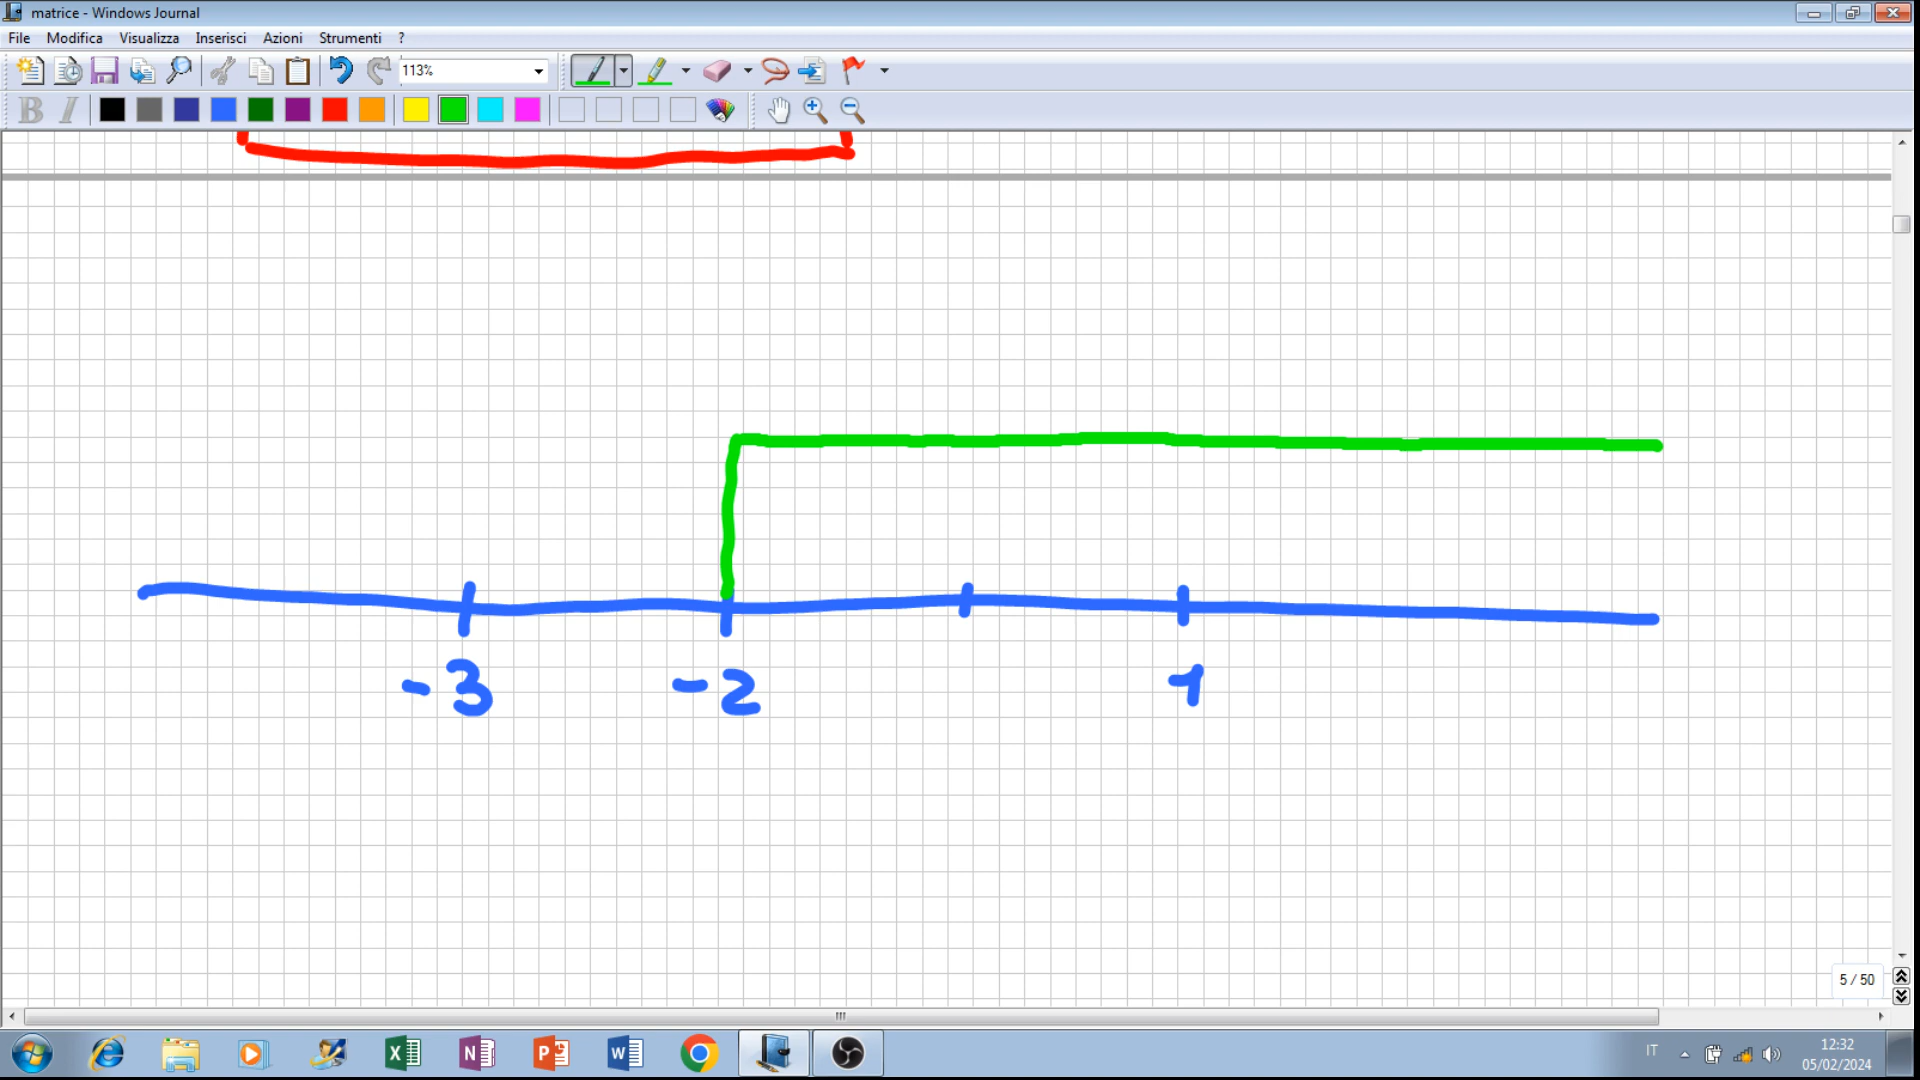 matrice - Windows Journal
File Modifica Visualizza Inserisci Azioni Strumenti ?
113%
B I
-3 -2 1
5 / 50
IT 12:32
05/02/2024